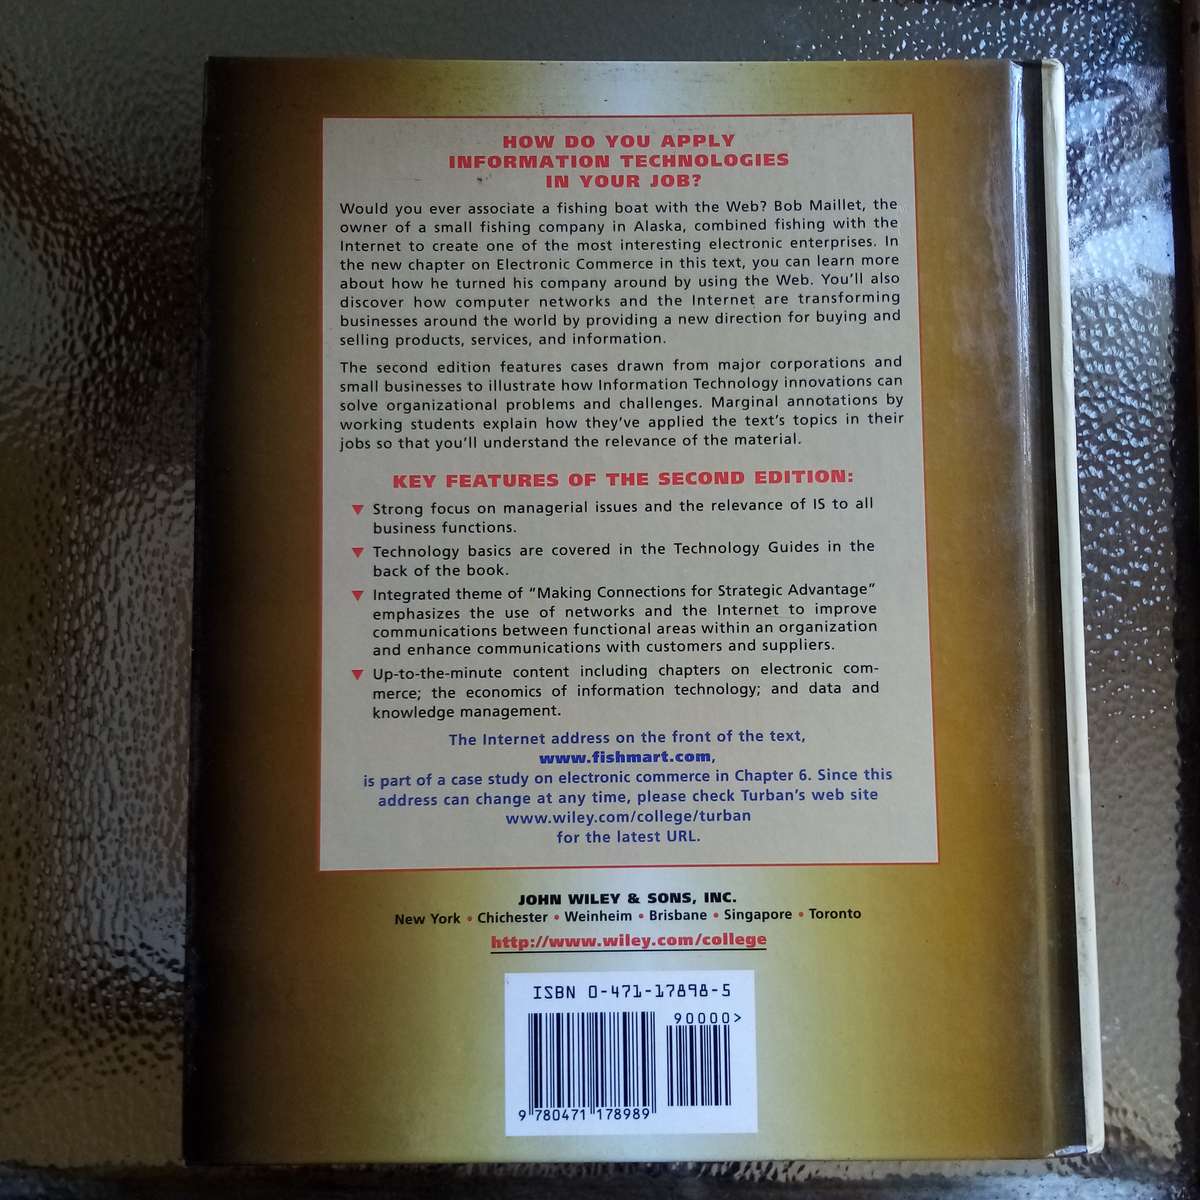 HOW DO YOU APPLY
INFORMATION TECHNOLOGIES
IN YOUR JOB?
Would you ever associate a fishing boat with the Web? Bob Maillet, the
owner of a small fishing company in Alaska, combined fishing with the
Internet to create one of the most interesting electronic enterprises. In
the new chapter on Electronic Commerce in this text, you can learn more
about how he turned his company around by using the Web. You'll also
discover how computer networks and the Internet are transforming
businesses around the world by providing a new direction for buying and
selling products, services, and information.
The second edition features cases drawn from major corporations and
small businesses to illustrate how Information Technology innovations can
solve organizational problems and challenges. Marginal annotations by
working students explain how they've applied the text's topics in their
jobs so that you'll understand the relevance of the material.
KEY FEATURES OF THE SECOND EDITION:
▼ Strong focus on managerial issues and the relevance of IS to all
business functions.
▼ Technology basics are covered in the Technology Guides in the
back of the book.
▼ Integrated theme of "Making Connections for Strategic Advantage"
emphasizes the use of networks and the Internet to improve
communications between functional areas within an organization
and enhance communications with customers and suppliers.
▼ Up-to-the-minute content including chapters on electronic com-
merce; the economics of information technology; and data and
knowledge management.
The Internet address on the front of the text,
www.fishmart.com,
is part of a case study on electronic commerce in Chapter 6. Since this
address can change at any time, please check Turban's web site
www.wiley.com/college/turban
for the latest URL.
JOHN WILEY & SONS, INC.
New York • Chichester • Weinheim • Brisbane • Singapore • Toronto
http://www.wiley.com/college
ISBN 0-471-17898-5
90000>
9 780471 178989